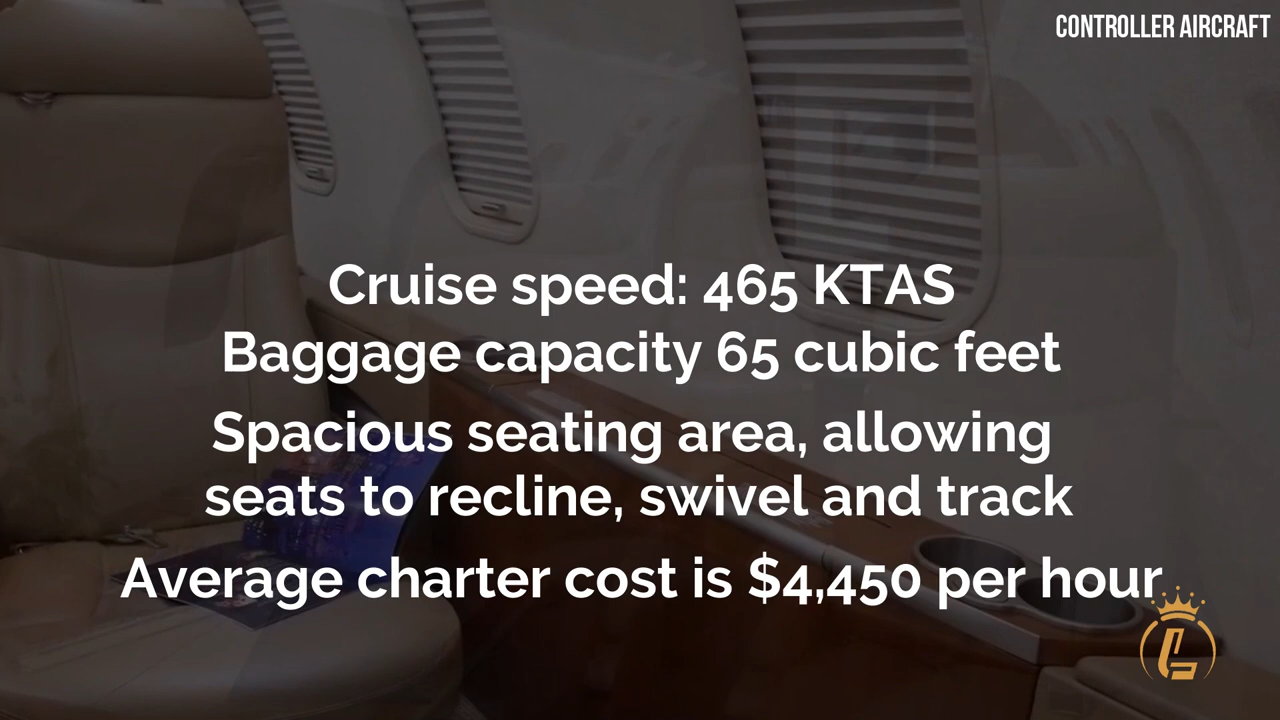 CONTROLLER AIRCRAFT
Cruise speed: 465 KTAS
Baggage capacity 65 cubic feet
Spacious seating area, allowing
seats to recline, swivel and track
Average charter cost is $4,450 per hour